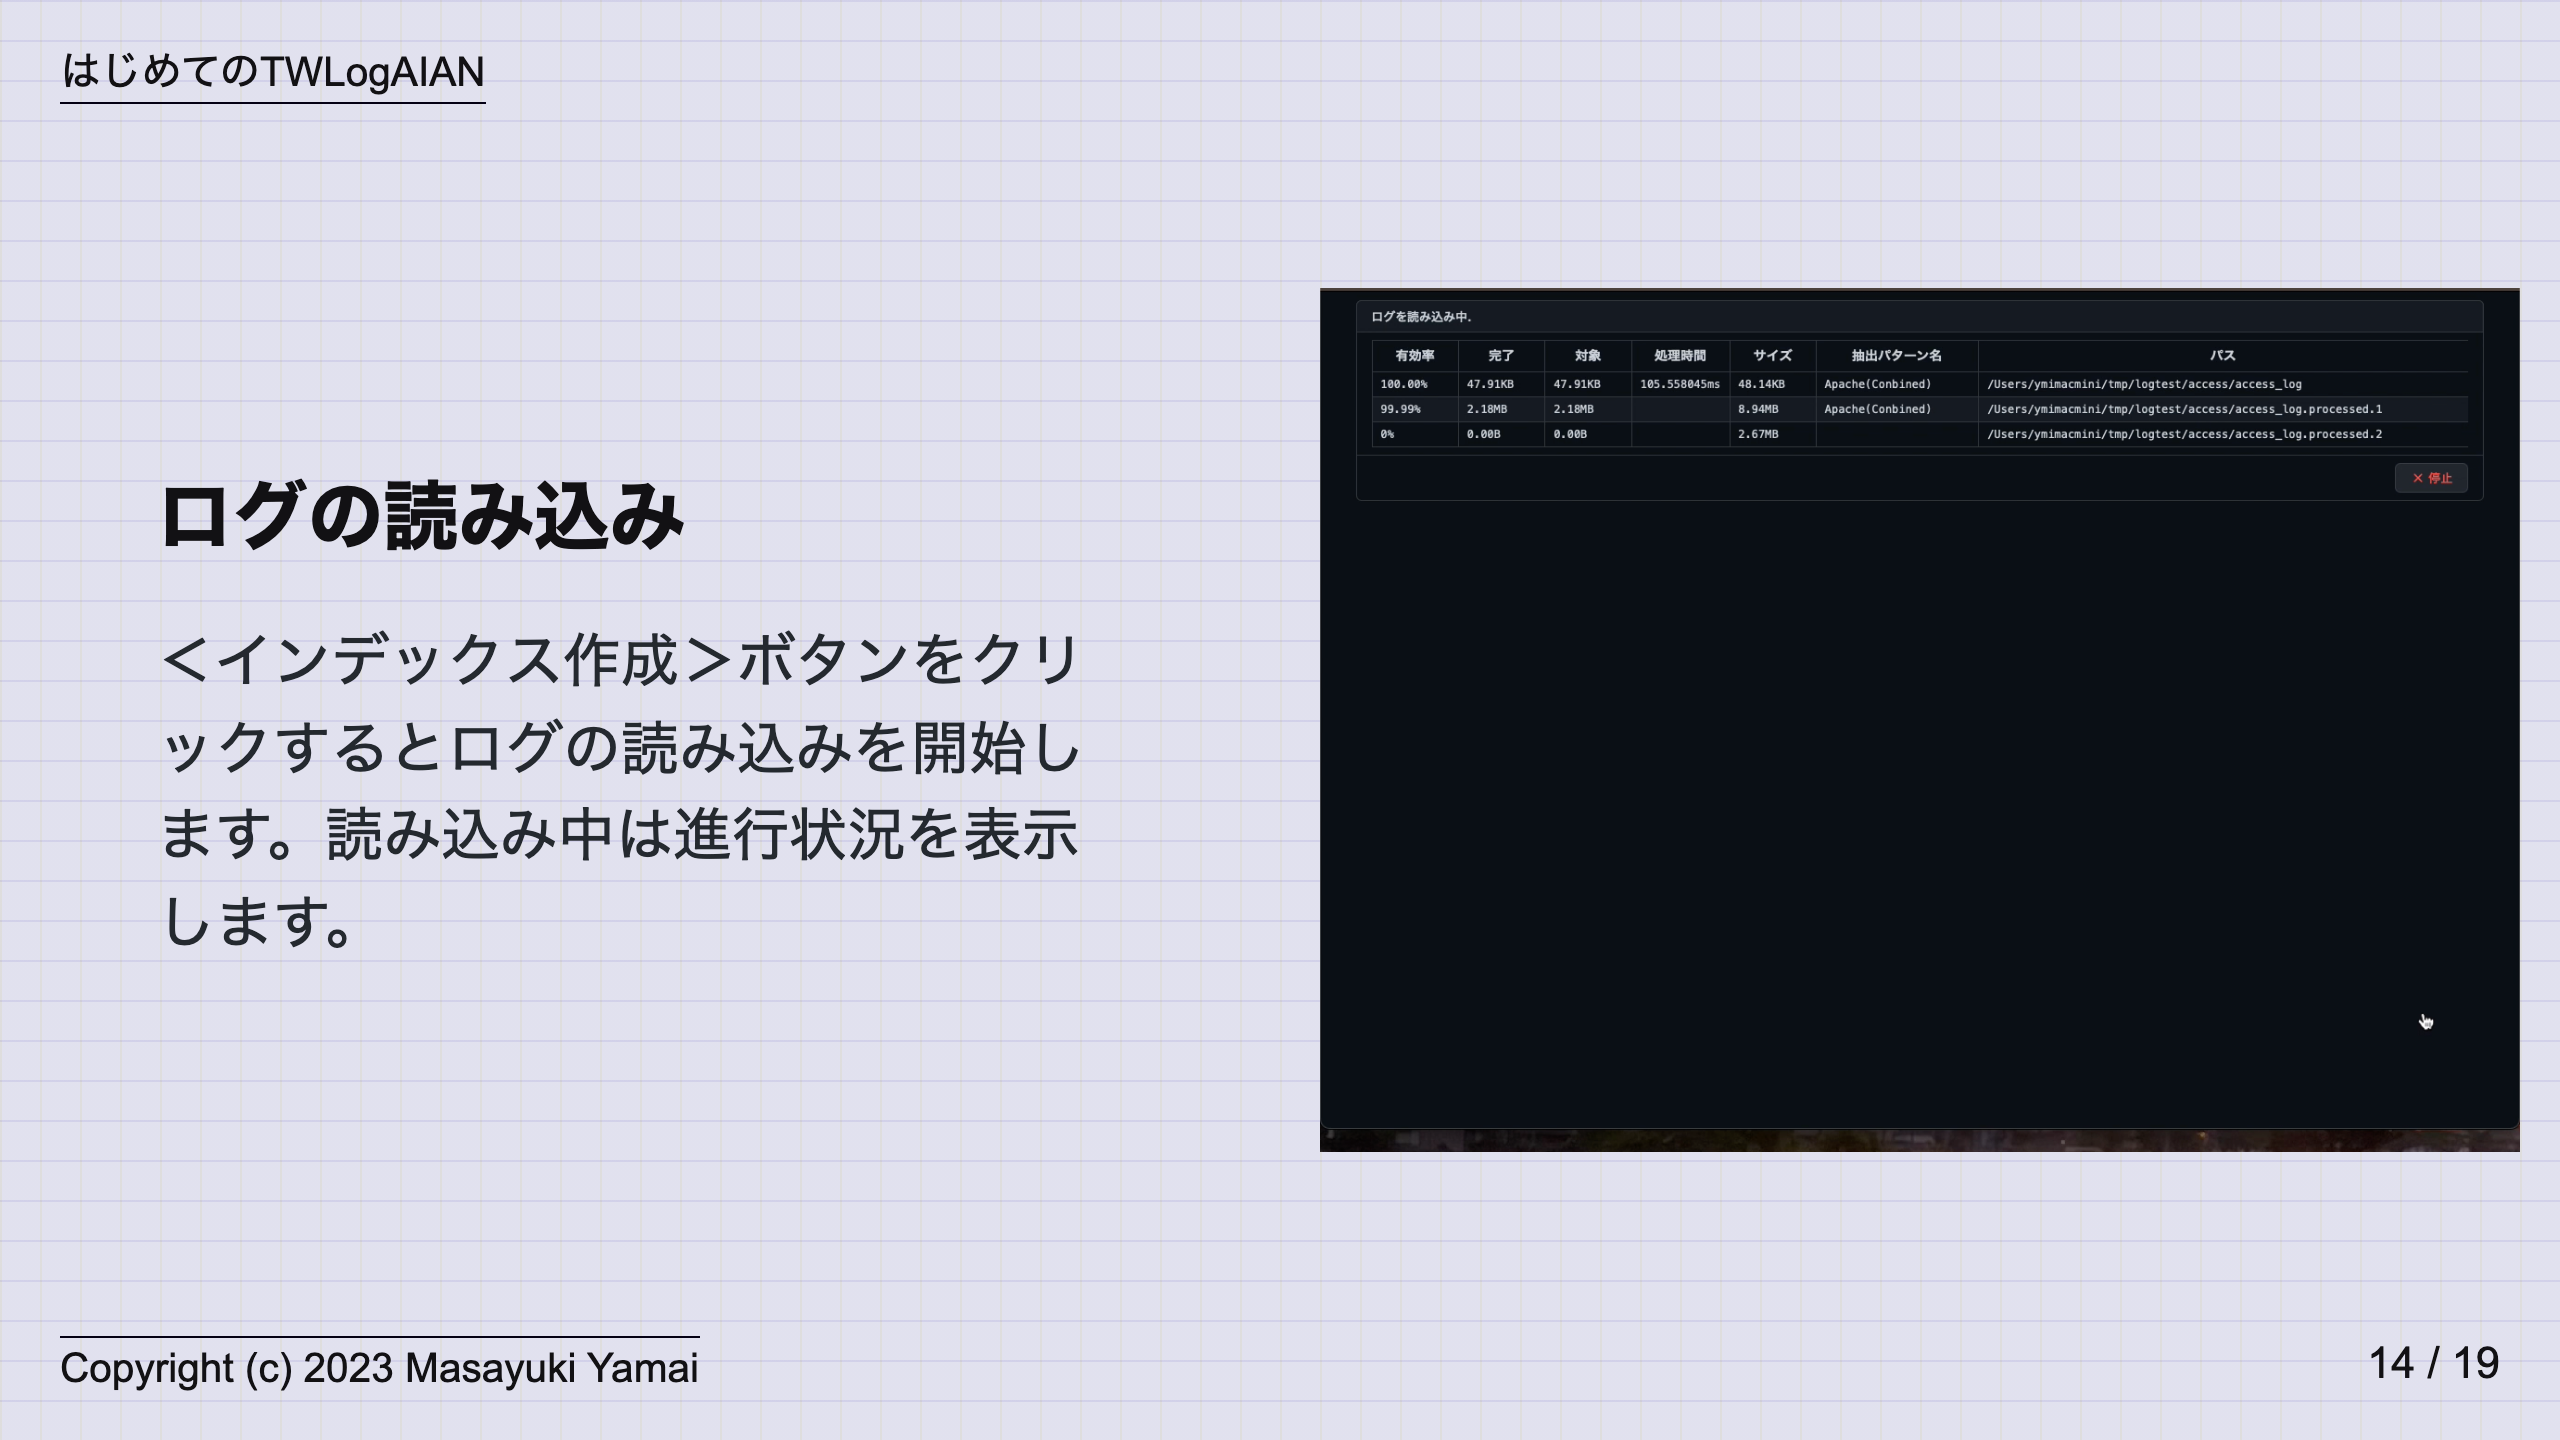 はじめてのTWLogAIAN
ログの読み込み
＜インデックス作成＞ボタンをクリ
ックするとログの読み込みを開始し
ます。読み込み中は進行状況を表示
します。
ログを読み込み中.
有効率 完了 対象 処理時間 サイズ 抽出パターン名 パス
100.00% 47.91KB 47.91KB 105.558045ms 48.14KB Apache(Conbined) /Users/ymimacmini/tmp/logtest/access/access_log
99.99% 2.18MB 2.18MB 8.94MB Apache(Conbined) /Users/ymimacmini/tmp/logtest/access/access_log.processed.1
0% 0.00B 0.00B 2.67MB /Users/ymimacmini/tmp/logtest/access/access_log.processed.2
× 停止
Copyright (c) 2023 Masayuki Yamai
14 / 19